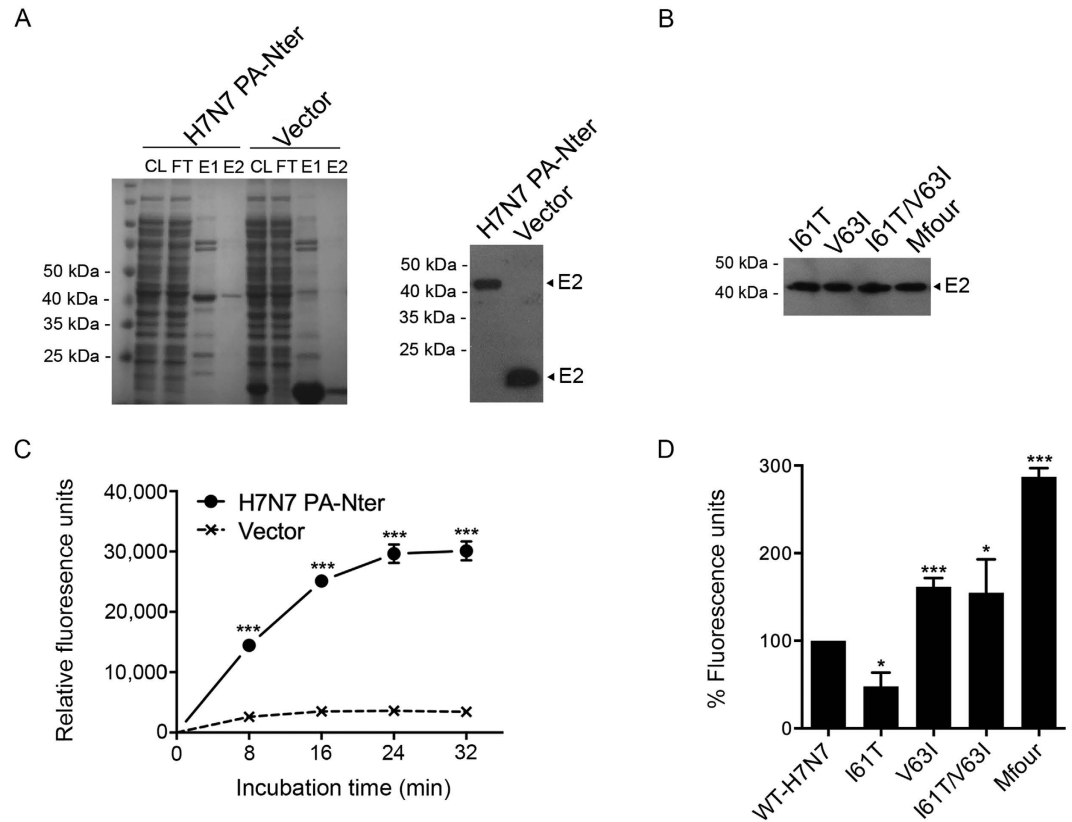 A
H7N7 PA-Nter
Vector
CL FT E1 E2 CL FT E1 E2
50 kDa -
40 kDa -
35 kDa -
25 kDa -
H7N7 PA-Nter
Vector
50 kDa -
40 kDa -
35 kDa -
25 kDa -
E2
E2
B
I61T
V63I
I61T/V63I
Mfour
50 kDa -
40 kDa -
E2
C
Relative fluoresence units
40,000
30,000
20,000
10,000
0
H7N7 PA-Nter
Vector
***
***
***
***
0 8 16 24 32
Incubation time (min)
D
% Fluorescence units
300
200
100
0
*
***
*
***
WT-H7N7
I61T
V63I
I61T/V63I
Mfour